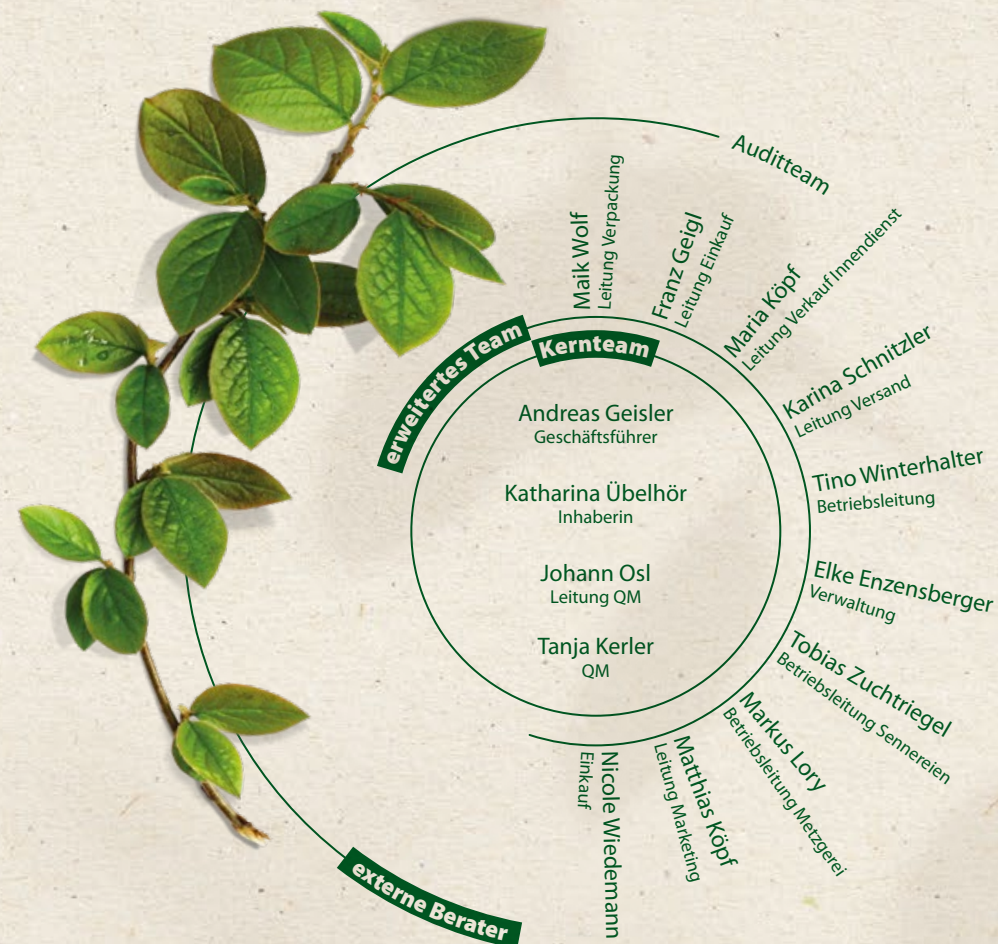 Auditteam
Maik Wolf
Leitung Verpackung
Franz Geigl
Leitung Einkauf
Maria Köpf
Leitung Verkauf Innendienst
Karina Schnitzler
Leitung Versand
Tino Winterhalter
Betriebsleitung
Elke Enzensberger
Verwaltung
Tobias Zuchtriegel
Betriebsleitung Sennereien
Markus Lory
Betriebsleitung Metzgerei
Matthias Köpf
Leitung Marketing
Nicole Wiedemann
Einkauf
erweitertes Team
Kernteam
Andreas Geisler
Geschäftsführer
Katharina Übelhör
Inhaberin
Johann Osl
Leitung QM
Tanja Kerler
QM
externe Berater